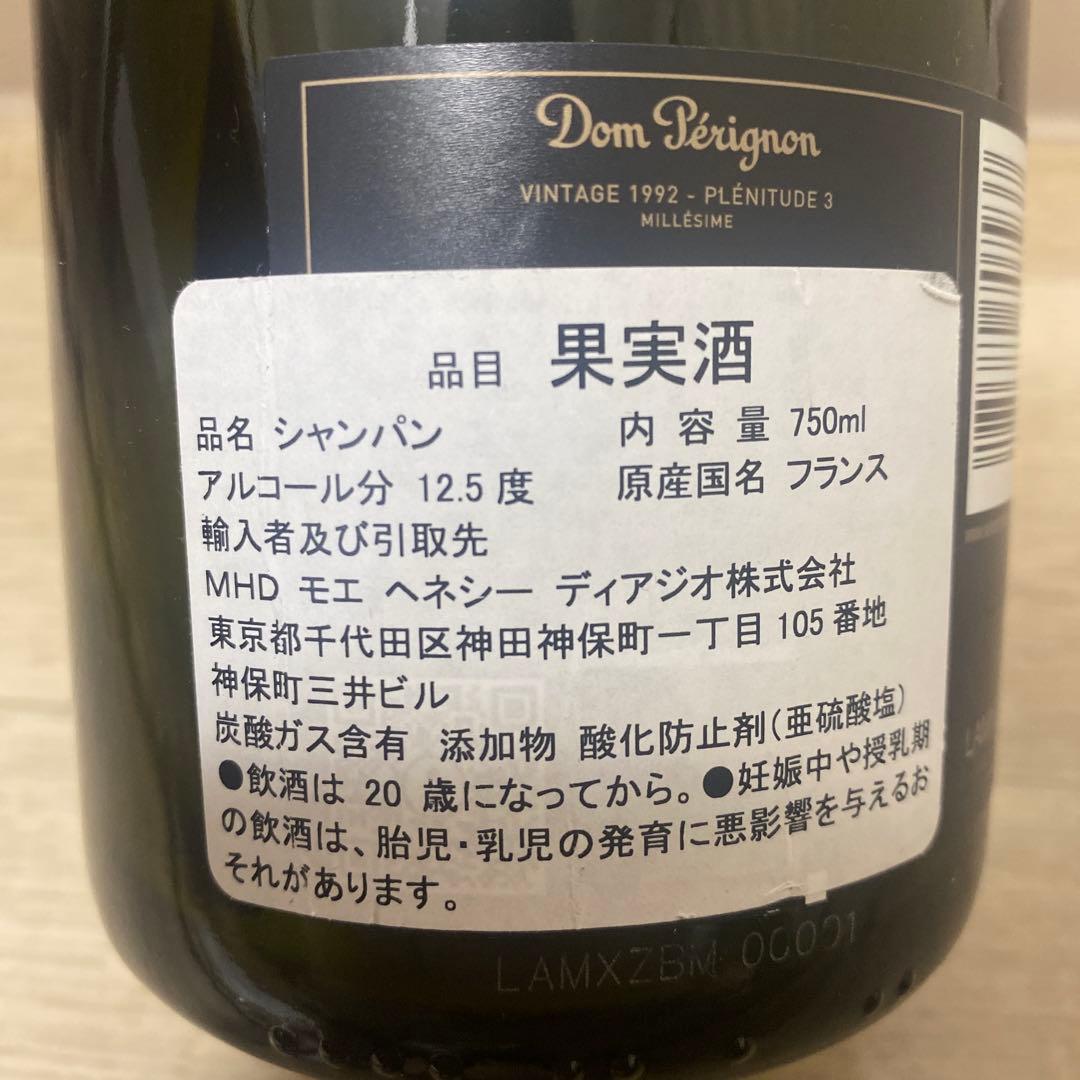 Dom Pérignon
VINTAGE 1992 - PLÉNITUDE 3
MILLÉSIME
品目 果実酒
品名 シャンパン 内容量 750ml
アルコール分 12.5度 原産国名 フランス
輸入者及び引取先
MHD モエ ヘネシー ディアジオ株式会社
東京都千代田区神田神保町一丁目105番地
神保町三井ビル
炭酸ガス含有 添加物 酸化防止剤(亜硫酸塩)
●飲酒は 20 歳になってから。●妊娠中や授乳期
の飲酒は、胎児・乳児の発育に悪影響を与えるお
それがあります。
LAMXZBM 00001